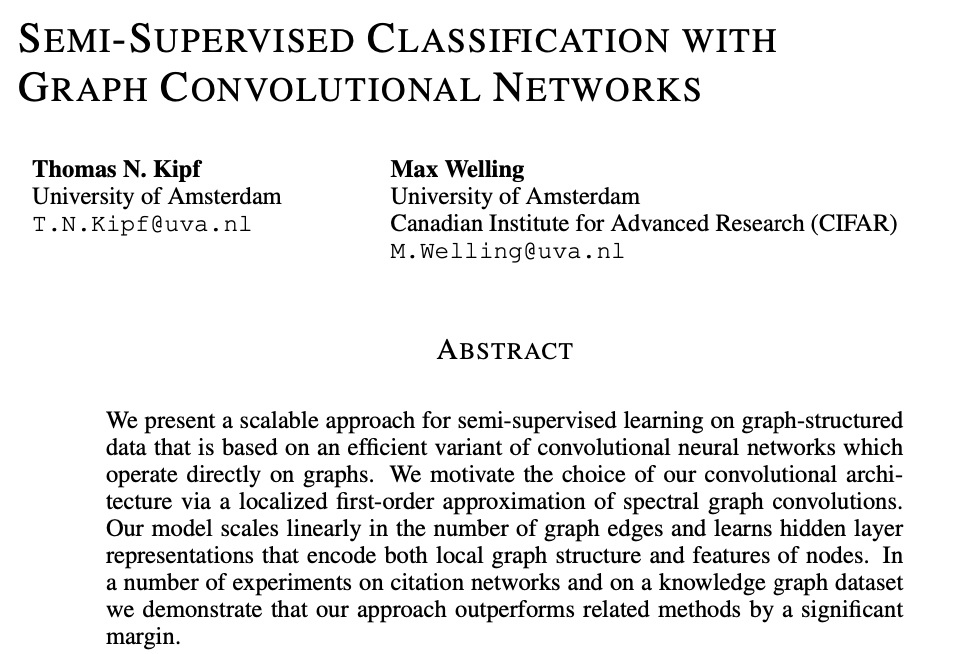 SEMI-SUPERVISED CLASSIFICATION WITH
GRAPH CONVOLUTIONAL NETWORKS
Thomas N. Kipf
University of Amsterdam
T.N.Kipf@uva.nl
Max Welling
University of Amsterdam
Canadian Institute for Advanced Research (CIFAR)
M.Welling@uva.nl
ABSTRACT
We present a scalable approach for semi-supervised learning on graph-structured
data that is based on an efficient variant of convolutional neural networks which
operate directly on graphs. We motivate the choice of our convolutional archi-
tecture via a localized first-order approximation of spectral graph convolutions.
Our model scales linearly in the number of graph edges and learns hidden layer
representations that encode both local graph structure and features of nodes. In
a number of experiments on citation networks and on a knowledge graph dataset
we demonstrate that our approach outperforms related methods by a significant
margin.